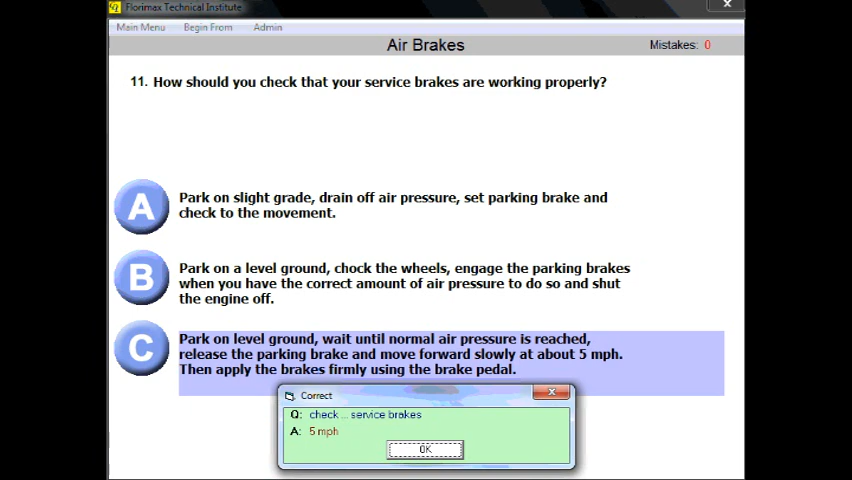 Florimax Technical Institute
Main Menu Begin From Admin
Air Brakes Mistakes: 0
11. How should you check that your service brakes are working properly?
A Park on slight grade, drain off air pressure, set parking brake and
check to the movement.
B Park on a level ground, chock the wheels, engage the parking brakes
when you have the correct amount of air pressure to do so and shut
the engine off.
C Park on level ground, wait until normal air pressure is reached,
release the parking brake and move forward slowly at about 5 mph.
Then apply the brakes firmly using the brake pedal.
Correct
Q: check ... service brakes
A: 5 mph
OK